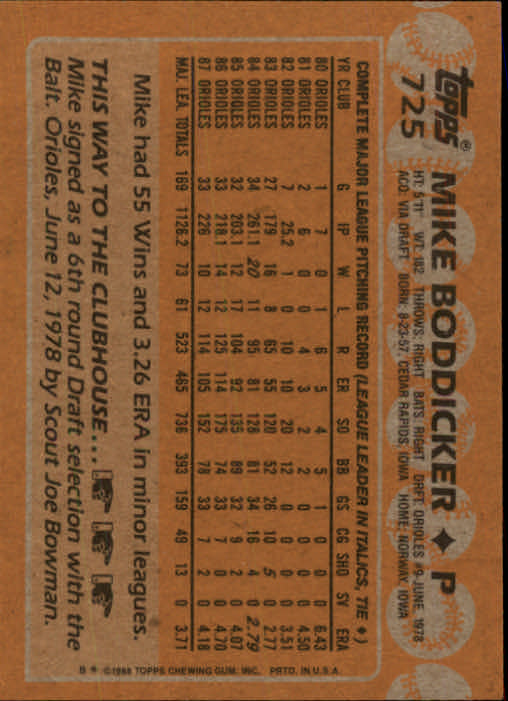 topps®
725
MIKE BODDICKER ✦ P
HT: 5'11" WT: 182 THROWS: RIGHT BATS: RIGHT DRFT: ORIOLES #9-JUNE, 1978
ACQ: VIA DRAFT BORN: 8-23-57, CEDAR RAPIDS, IOWA HOME: NORWAY, IOWA
COMPLETE MAJOR LEAGUE PITCHING RECORD (LEAGUE LEADER IN ITALICS, TIE ✦)
YR CLUB G IP W L R ER SO BB GS CG SHO SV ERA
80 ORIOLES 1 7 0 1 6 5 4 5 1 0 0 0 6.43
81 ORIOLES 2 6 0 0 4 3 2 2 0 0 0 0 4.50
82 ORIOLES 7 25.2 1 0 10 10 20 12 0 0 0 0 3.51
83 ORIOLES 27 179 16 8 65 55 120 52 26 10 5 0 2.77
84 ORIOLES 34 261.1 20 11 95 81 128 81 34 16 4 0 2.79
85 ORIOLES 32 203.1 12 17 104 92 135 89 32 9 2 0 4.07
86 ORIOLES 33 218.1 14 12 125 114 175 74 33 7 0 0 4.70
87 ORIOLES 33 226 10 12 114 105 152 78 33 7 2 0 4.18
MAJ. LEA. TOTALS 169 1126.2 73 61 523 465 736 393 159 49 13 0 3.71
Mike had 55 Wins and 3.26 ERA in minor leagues.
THIS WAY TO THE CLUBHOUSE...
Mike signed as a 6th round Draft selection with the
Balt. Orioles, June 12, 1978 by Scout Joe Bowman.
B * ©1988 TOPPS CHEWING GUM, INC. PRTD. IN U.S.A.